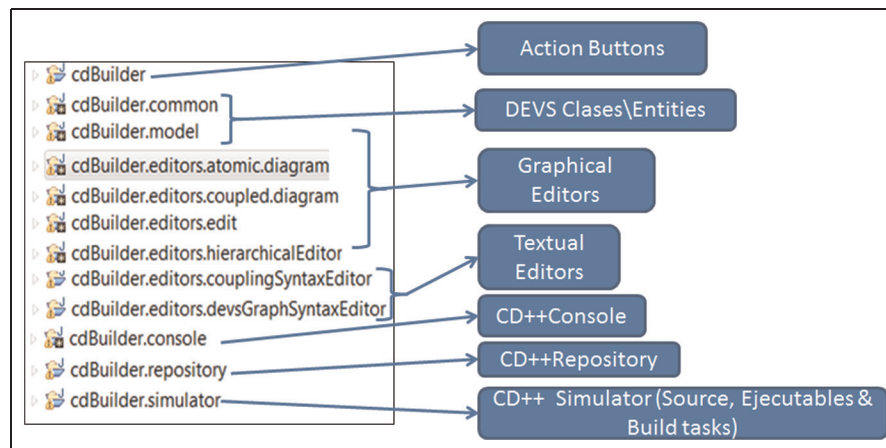 cdBuilder
cdBuilder.common
cdBuilder.model
cdBuilder.editors.atomic.diagram
cdBuilder.editors.coupled.diagram
cdBuilder.editors.edit
cdBuilder.editors.hierarchicalEditor
cdBuilder.editors.couplingSyntaxEditor
cdBuilder.editors.devsGraphSyntaxEditor
cdBuilder.console
cdBuilder.repository
cdBuilder.simulator
Action Buttons
DEVS Clases\Entities
Graphical
Editors
Textual
Editors
CD++Console
CD++Repository
CD++ Simulator (Source, Ejecutables &
Build tasks)